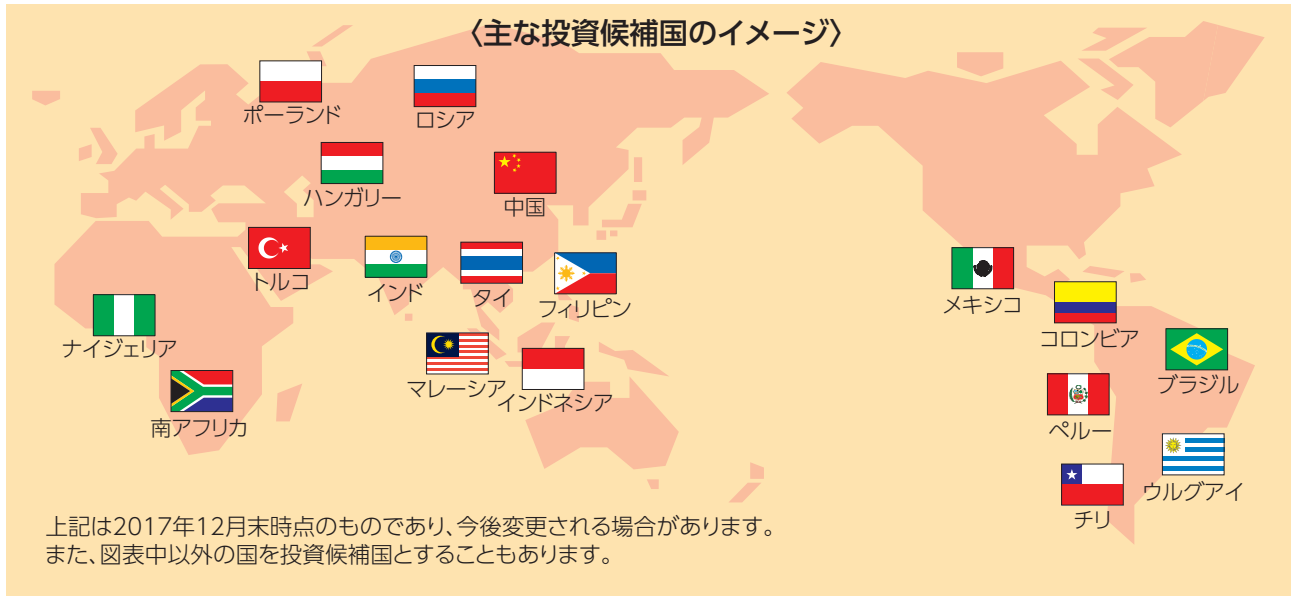 〈主な投資候補国のイメージ〉
ポーランド
ロシア
ハンガリー
中国
トルコ
インド
タイ
フィリピン
メキシコ
コロンビア
ナイジェリア
マレーシア
インドネシア
ブラジル
南アフリカ
ペルー
ウルグアイ
チリ
上記は2017年12月末時点のものであり、今後変更される場合があります。
また、図表中以外の国を投資候補国とすることもあります。